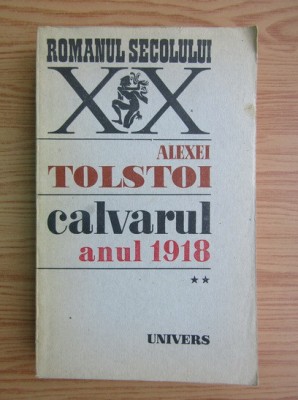 ROMANUL SECOLULUI
XX
ALEXEI
TOLSTOI
calvarul
anul 1918
**
UNIVERS